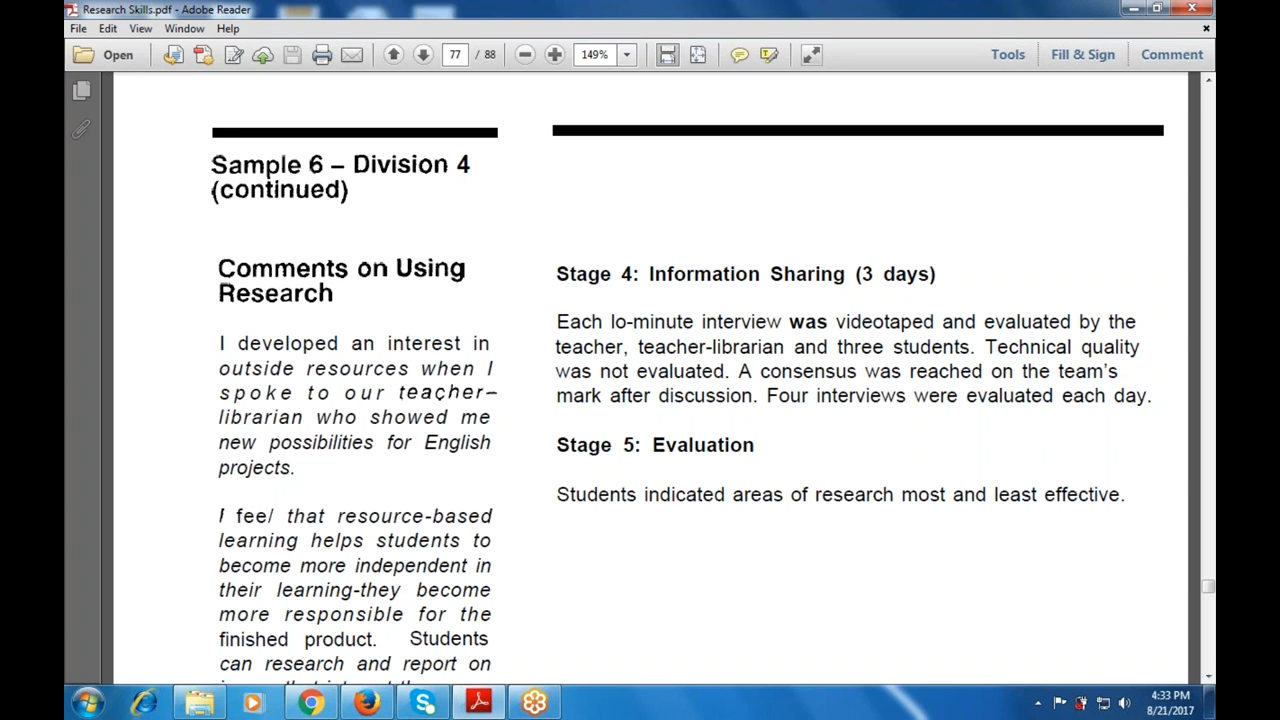 Research Skills.pdf - Adobe Reader
File Edit View Window Help
Open 77 / 88 149% Tools Fill & Sign Comment
Sample 6 – Division 4
(continued)
Comments on Using
Research
I developed an interest in
outside resources when I
spoke to our teacher–
librarian who showed me
new possibilities for English
projects.
I feel that resource-based
learning helps students to
become more independent in
their learning-they become
more responsible for the
finished product. Students
can research and report on
Stage 4: Information Sharing (3 days)
Each lo-minute interview was videotaped and evaluated by the
teacher, teacher-librarian and three students. Technical quality
was not evaluated. A consensus was reached on the team's
mark after discussion. Four interviews were evaluated each day.
Stage 5: Evaluation
Students indicated areas of research most and least effective.
4:33 PM
8/21/2017